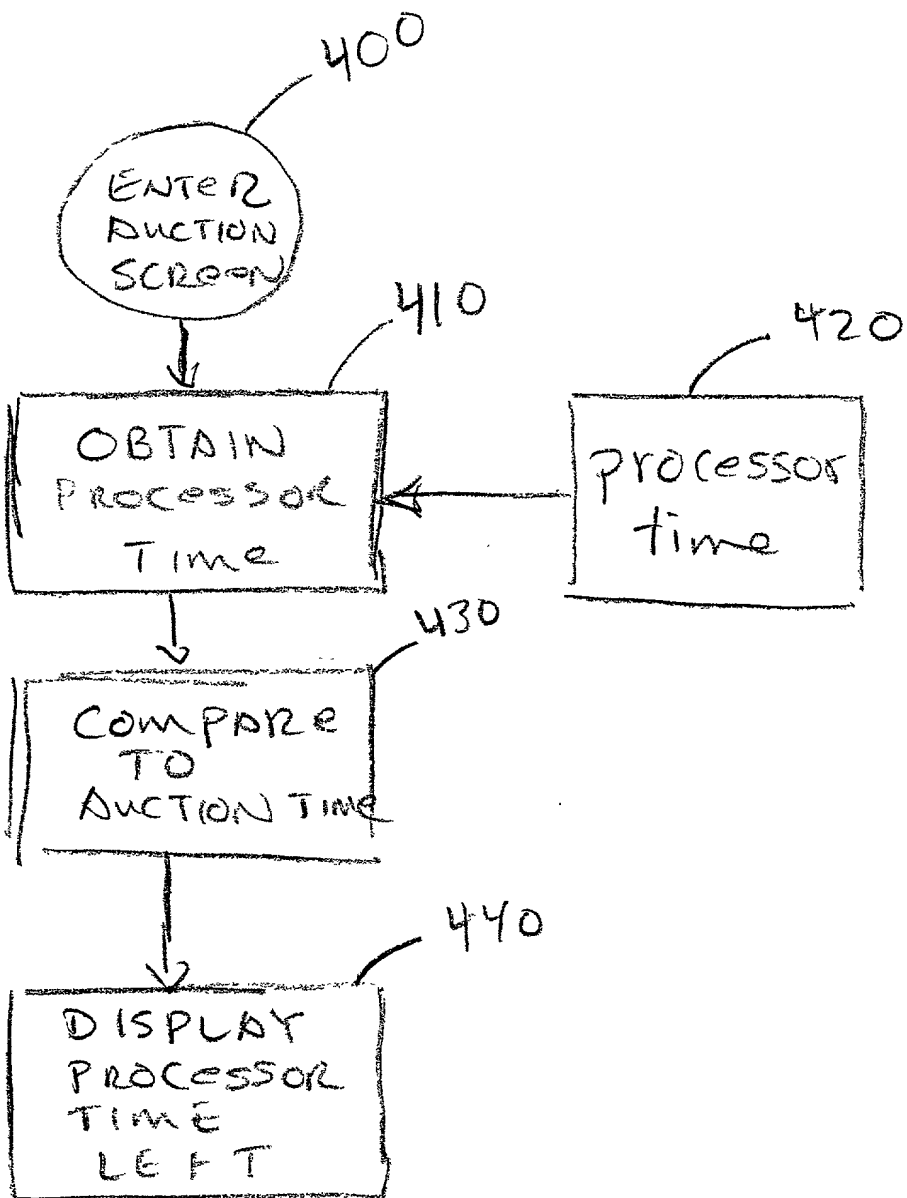 400
ENTER
AUCTION
SCREEN
410
420
OBTAIN
PROCESSOR
TIME
processor
time
430
COMPARE
TO
AUCTION TIME
440
DISPLAY
PROCESSOR
TIME
LEFT